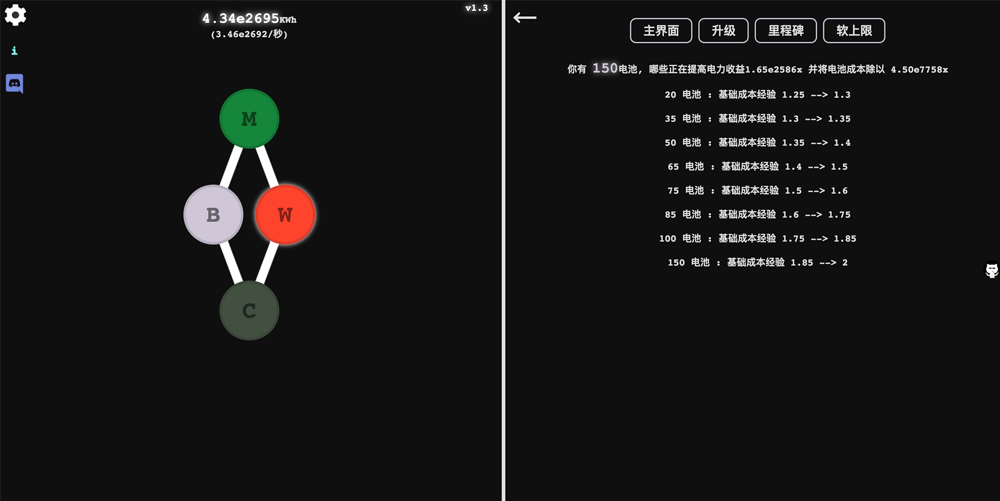 4.34e2695KWh
(3.46e2692/秒)
v1.3
i
M
B
W
C
主界面
升级
里程碑
软上限
你有 150电池, 哪些正在提高电力收益1.65e2586x 并将电池成本除以 4.50e7758x
20 电池 : 基础成本经验 1.25 --> 1.3
35 电池 : 基础成本经验 1.3 --> 1.35
50 电池 : 基础成本经验 1.35 --> 1.4
65 电池 : 基础成本经验 1.4 --> 1.5
75 电池 : 基础成本经验 1.5 --> 1.6
85 电池 : 基础成本经验 1.6 --> 1.75
100 电池 : 基础成本经验 1.75 --> 1.85
150 电池 : 基础成本经验 1.85 --> 2